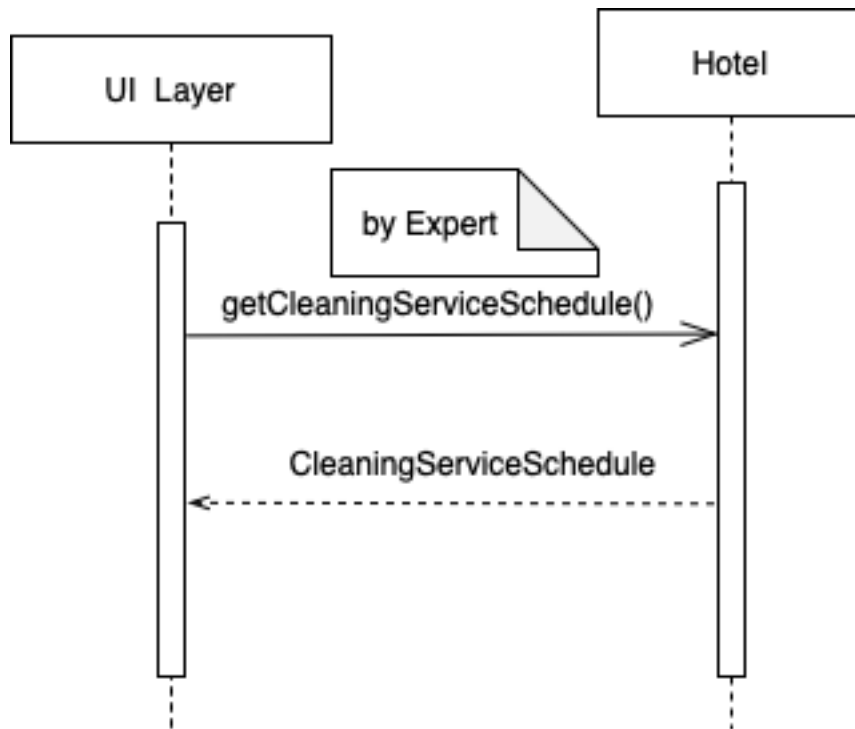 UI Layer
Hotel
by Expert
getCleaningServiceSchedule()
CleaningServiceSchedule